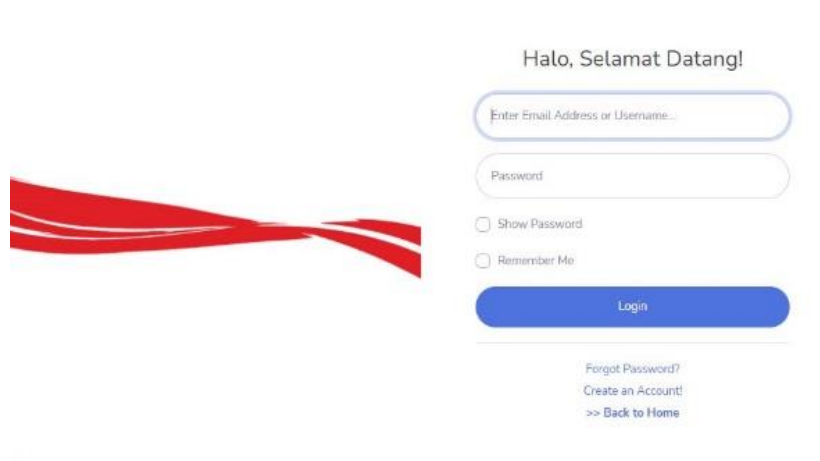 Halo, Selamat Datang!
Enter Email Address or Username...
Password
Show Password
Remember Me
Login
Forgot Password?
Create an Account!
>> Back to Home